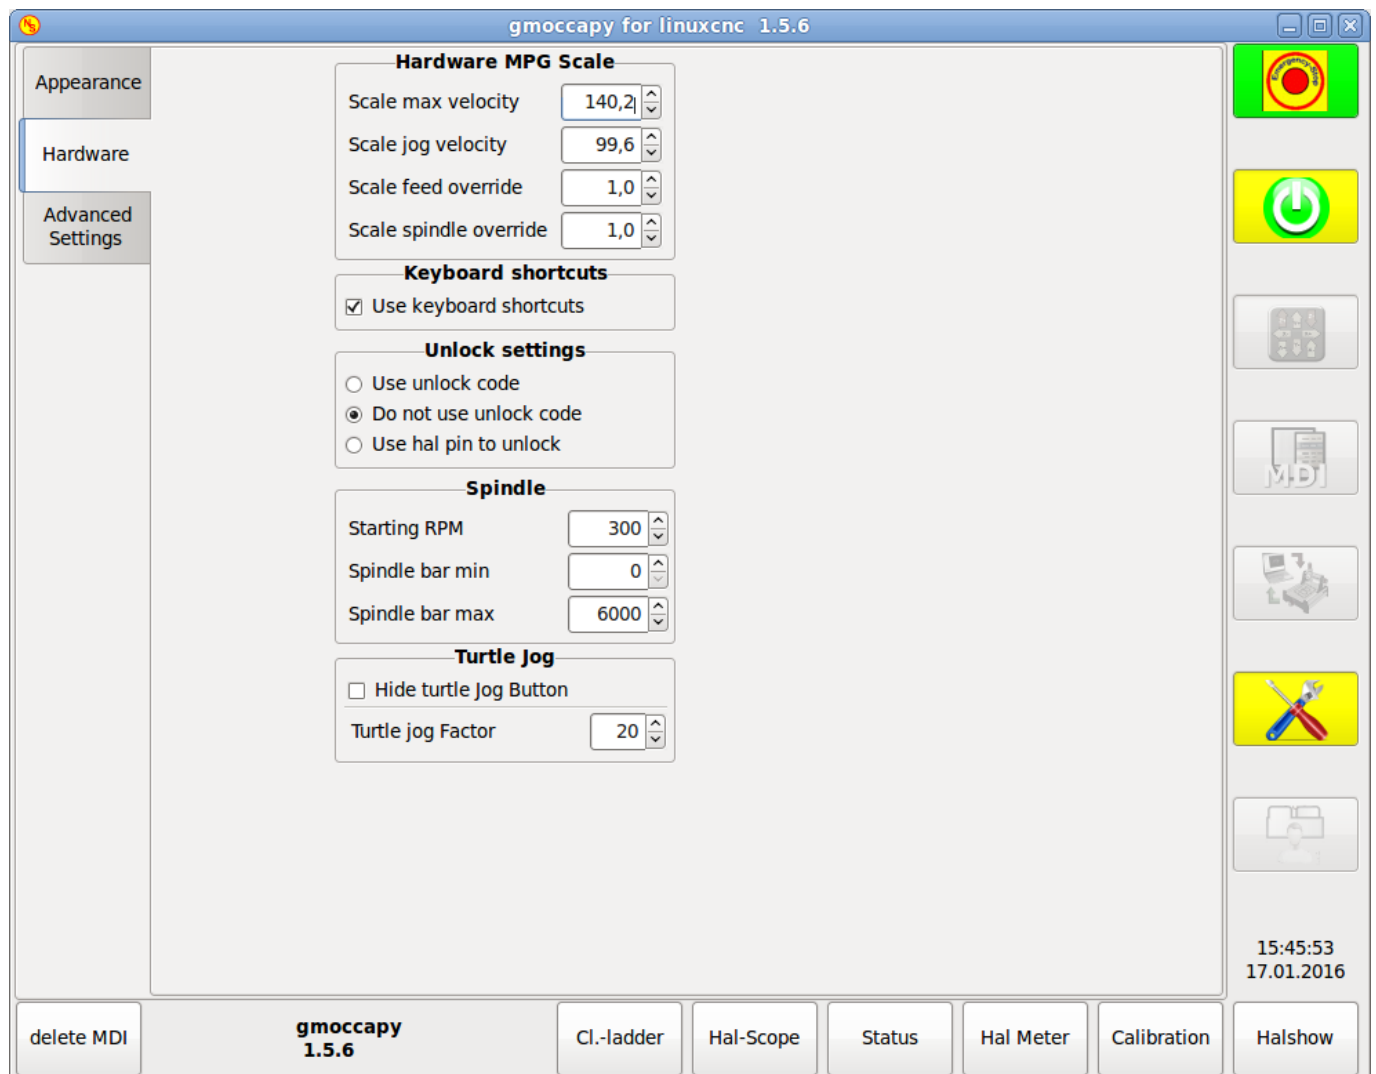 gmoccapy for linuxcnc 1.5.6
Appearance
Hardware
Advanced
Settings
Hardware MPG Scale
Scale max velocity 140,2
Scale jog velocity 99,6
Scale feed override 1,0
Scale spindle override 1,0
Keyboard shortcuts
Use keyboard shortcuts
Unlock settings
Use unlock code
Do not use unlock code
Use hal pin to unlock
Spindle
Starting RPM 300
Spindle bar min 0
Spindle bar max 6000
Turtle Jog
Hide turtle Jog Button
Turtle jog Factor 20
Emergency-Stop
MDI
15:45:53
17.01.2016
delete MDI
gmoccapy
1.5.6
Cl.-ladder
Hal-Scope
Status
Hal Meter
Calibration
Halshow